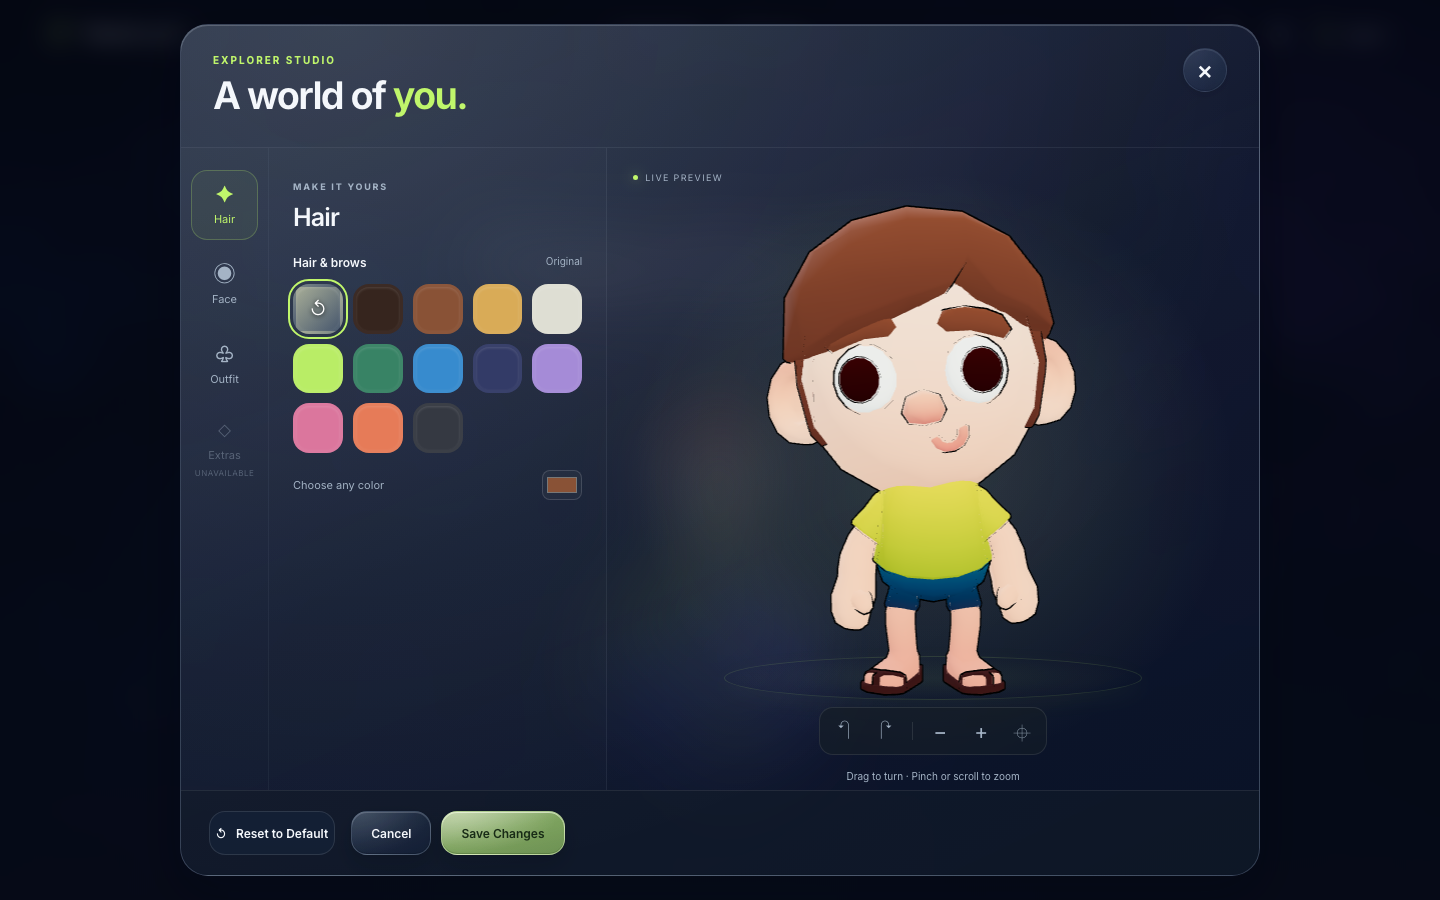 EXPLORER STUDIO
A world of you.
Hair
Face
Outfit
Extras
UNAVAILABLE
MAKE IT YOURS
Hair
Hair & brows
Original
Choose any color
LIVE PREVIEW
Drag to turn · Pinch or scroll to zoom
Reset to Default
Cancel
Save Changes